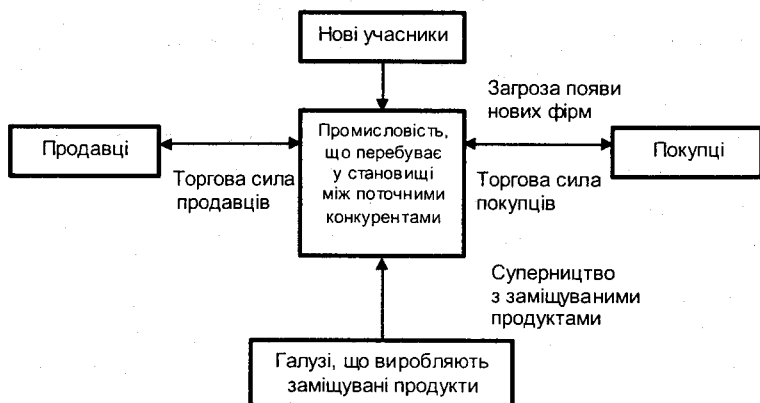 Нові учасники
Загроза появи
нових фірм
Продавці
Промисловість,
що перебуває
у становищі
між поточними
конкурентами
Покупці
Торгова сила
продавців
Торгова сила
покупців
Суперництво
з заміщуваними
продуктами
Галузі, що виробляють
заміщувані продукти